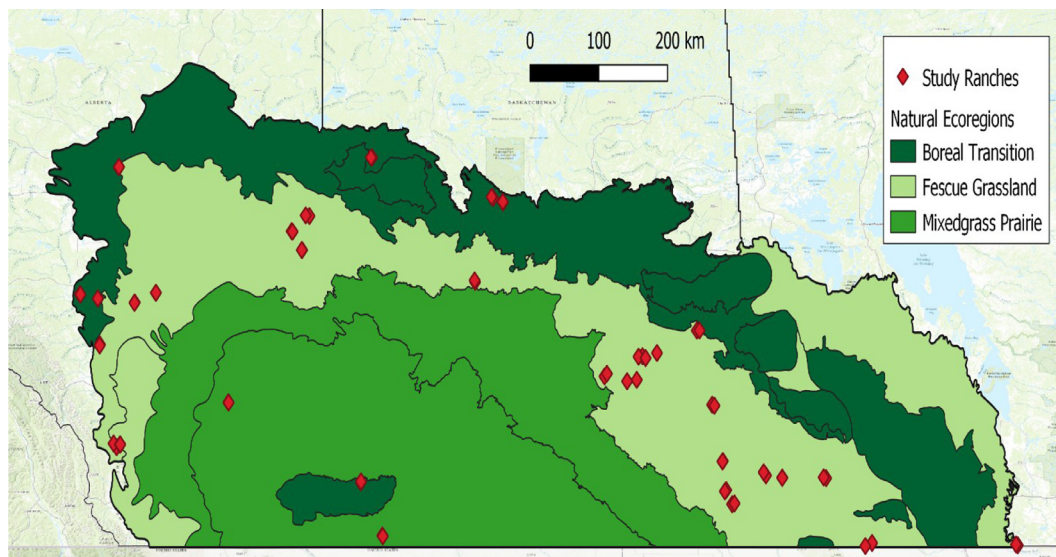 0 100 200 km
ALBERTA
SASKATCHEWAN
Study Ranches
Natural Ecoregions
Boreal Transition
Fescue Grassland
Mixedgrass Prairie